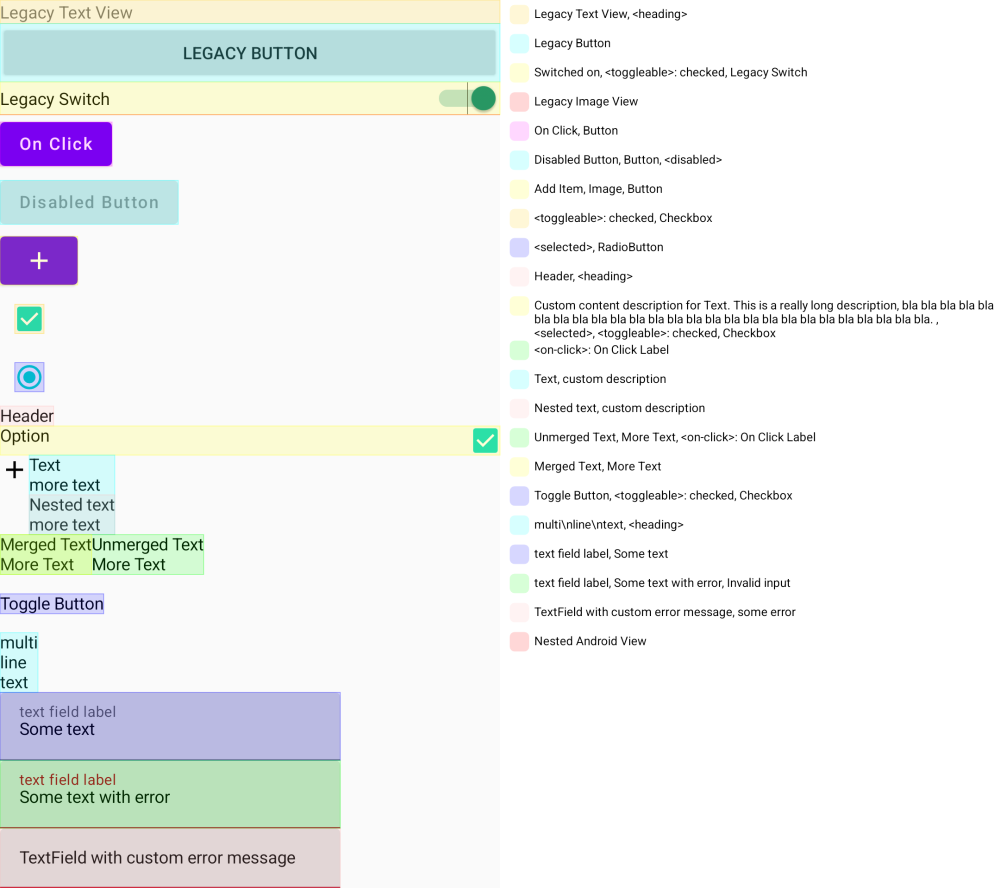 Legacy Text View
LEGACY BUTTON
Legacy Switch
On Click
Disabled Button
Header
Option
Text
more text
Nested text
more text
Merged Text
More Text
Unmerged Text
More Text
Toggle Button
multi
line
text
text field label
Some text
text field label
Some text with error
TextField with custom error message
Legacy Text View, <heading>
Legacy Button
Switched on, <toggleable>: checked, Legacy Switch
Legacy Image View
On Click, Button
Disabled Button, Button, <disabled>
Add Item, Image, Button
<toggleable>: checked, Checkbox
<selected>, RadioButton
Header, <heading>
Custom content description for Text. This is a really long description, bla bla bla bla bla
bla bla bla bla bla bla bla bla bla bla bla bla bla bla bla bla bla bla bla bla bla. ,
<selected>, <toggleable>: checked, Checkbox
<on-click>: On Click Label
Text, custom description
Nested text, custom description
Unmerged Text, More Text, <on-click>: On Click Label
Merged Text, More Text
Toggle Button, <toggleable>: checked, Checkbox
multi\nline\ntext, <heading>
text field label, Some text
text field label, Some text with error, Invalid input
TextField with custom error message, some error
Nested Android View